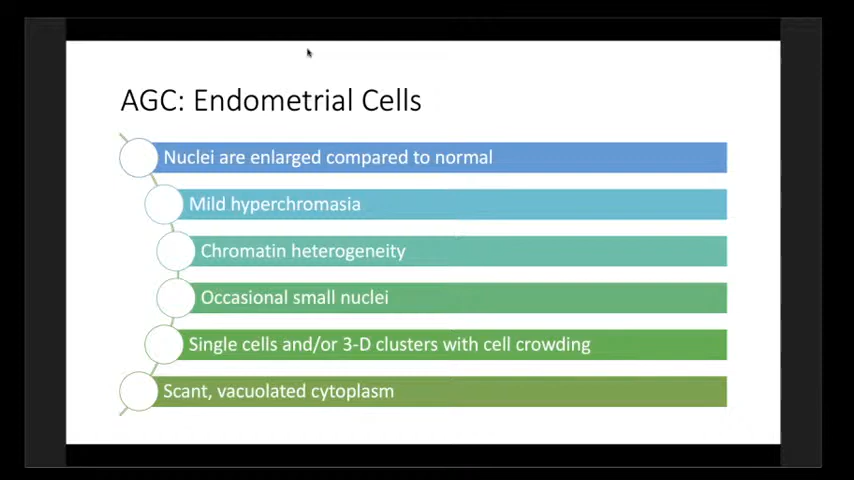 AGC: Endometrial Cells
Nuclei are enlarged compared to normal
Mild hyperchromasia
Chromatin heterogeneity
Occasional small nuclei
Single cells and/or 3-D clusters with cell crowding
Scant, vacuolated cytoplasm